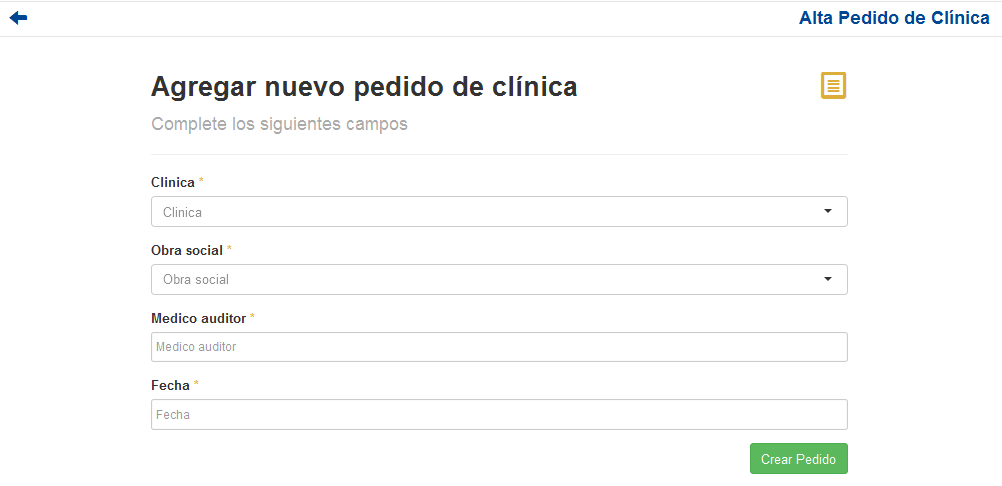 Alta Pedido de Clínica
Agregar nuevo pedido de clínica
Complete los siguientes campos
Clinica *
Clinica
Obra social *
Obra social
Medico auditor *
Medico auditor
Fecha *
Fecha
Crear Pedido